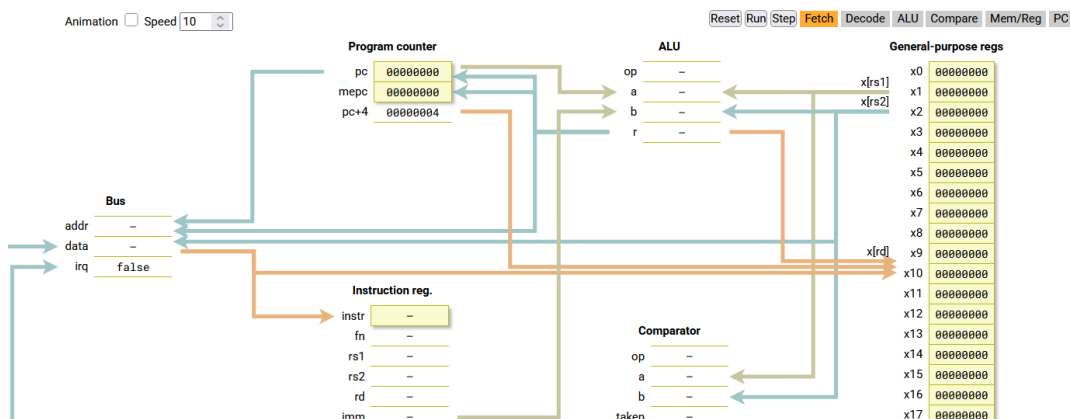 Animation Speed 10 Reset Run Step Fetch Decode ALU Compare Mem/Reg PC
Program counter ALU General-purpose regs
pc 00000000 op – x0 00000000
x[rs1]
mepc 00000000 a – x1 00000000
x[rs2]
pc+4 00000004 b – x2 00000000
r – x3 00000000
x4 00000000
x5 00000000
x6 00000000
Bus x7 00000000
addr – x8 00000000
data – x[rd] x9 00000000
irq false x10 00000000
Instruction reg. x11 00000000
instr – x12 00000000
fn – Comparator x13 00000000
rs1 – op – x14 00000000
rs2 – a – x15 00000000
rd – b – x16 00000000
imm – taken – x17 00000000